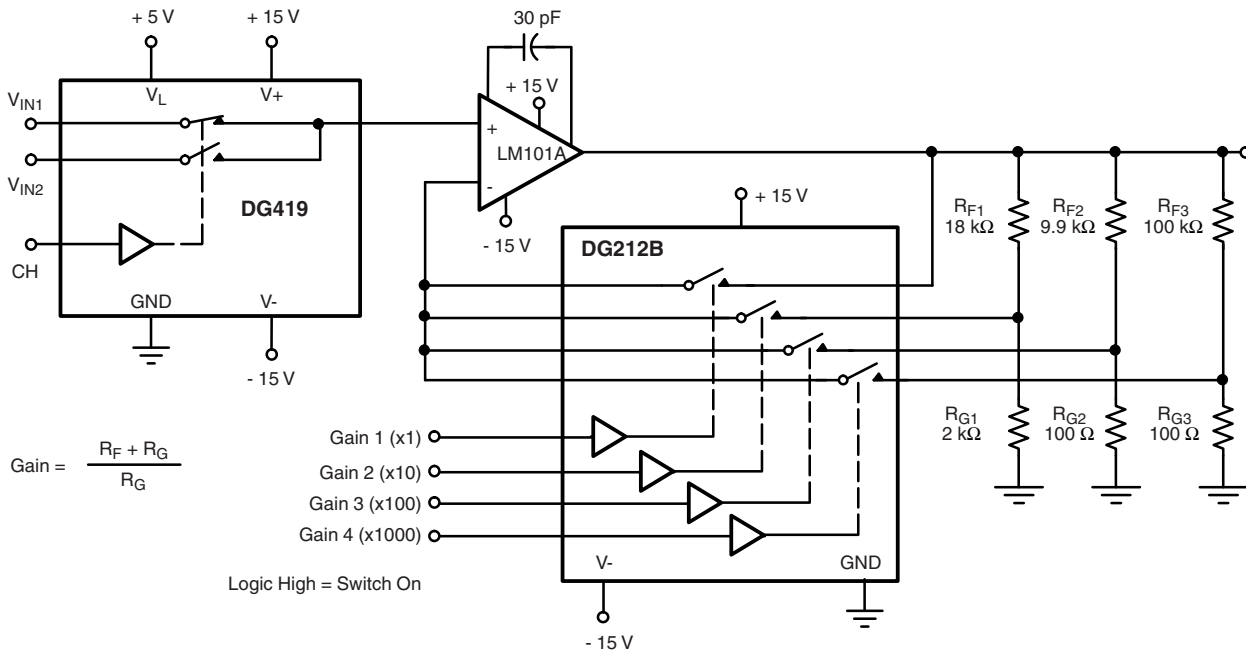 + 5 V
+ 15 V
30 pF
V_IN1
V_L
V+
+ 15 V
+
LM101A
-
V_IN2
DG419
+ 15 V
- 15 V
R_F1
18 kΩ
R_F2
9.9 kΩ
R_F3
100 kΩ
CH
DG212B
GND
V-
- 15 V
R_G1
2 kΩ
R_G2
100 Ω
R_G3
100 Ω
Gain 1 (x1)
Gain = R_F + R_G
R_G
Gain 2 (x10)
Gain 3 (x100)
Gain 4 (x1000)
V-
GND
Logic High = Switch On
- 15 V